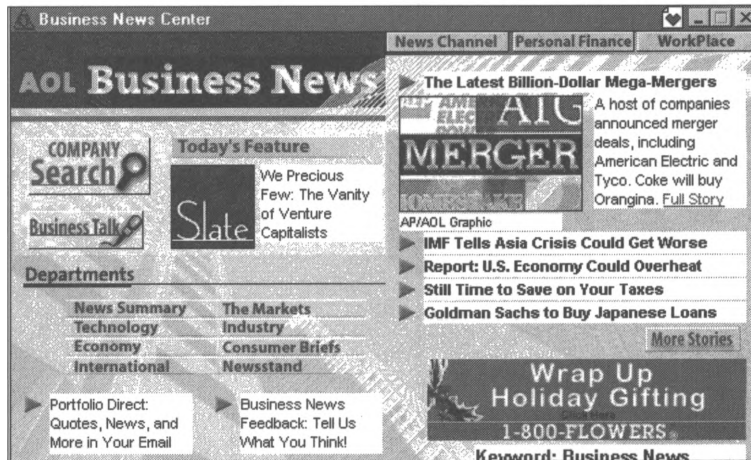 Business News Center
News Channel
Personal Finance
WorkPlace
AOL Business News
COMPANY
Search
Business Talk
Today's Feature
Slate
We Precious
Few: The Vanity
of Venture
Capitalists
Departments
News Summary
The Markets
Technology
Industry
Economy
Consumer Briefs
International
Newsstand
Portfolio Direct:
Quotes, News, and
More in Your Email
Business News
Feedback: Tell Us
What You Think!
The Latest Billion-Dollar Mega-Mergers
AIG
MERGER
A host of companies
announced merger
deals, including
American Electric and
Tyco. Coke will buy
Orangina. Full Story
AP/AOL Graphic
IMF Tells Asia Crisis Could Get Worse
Report: U.S. Economy Could Overheat
Still Time to Save on Your Taxes
Goldman Sachs to Buy Japanese Loans
More Stories
Wrap Up
Holiday Gifting
Click Here
1-800-FLOWERS
Keyword: Business News